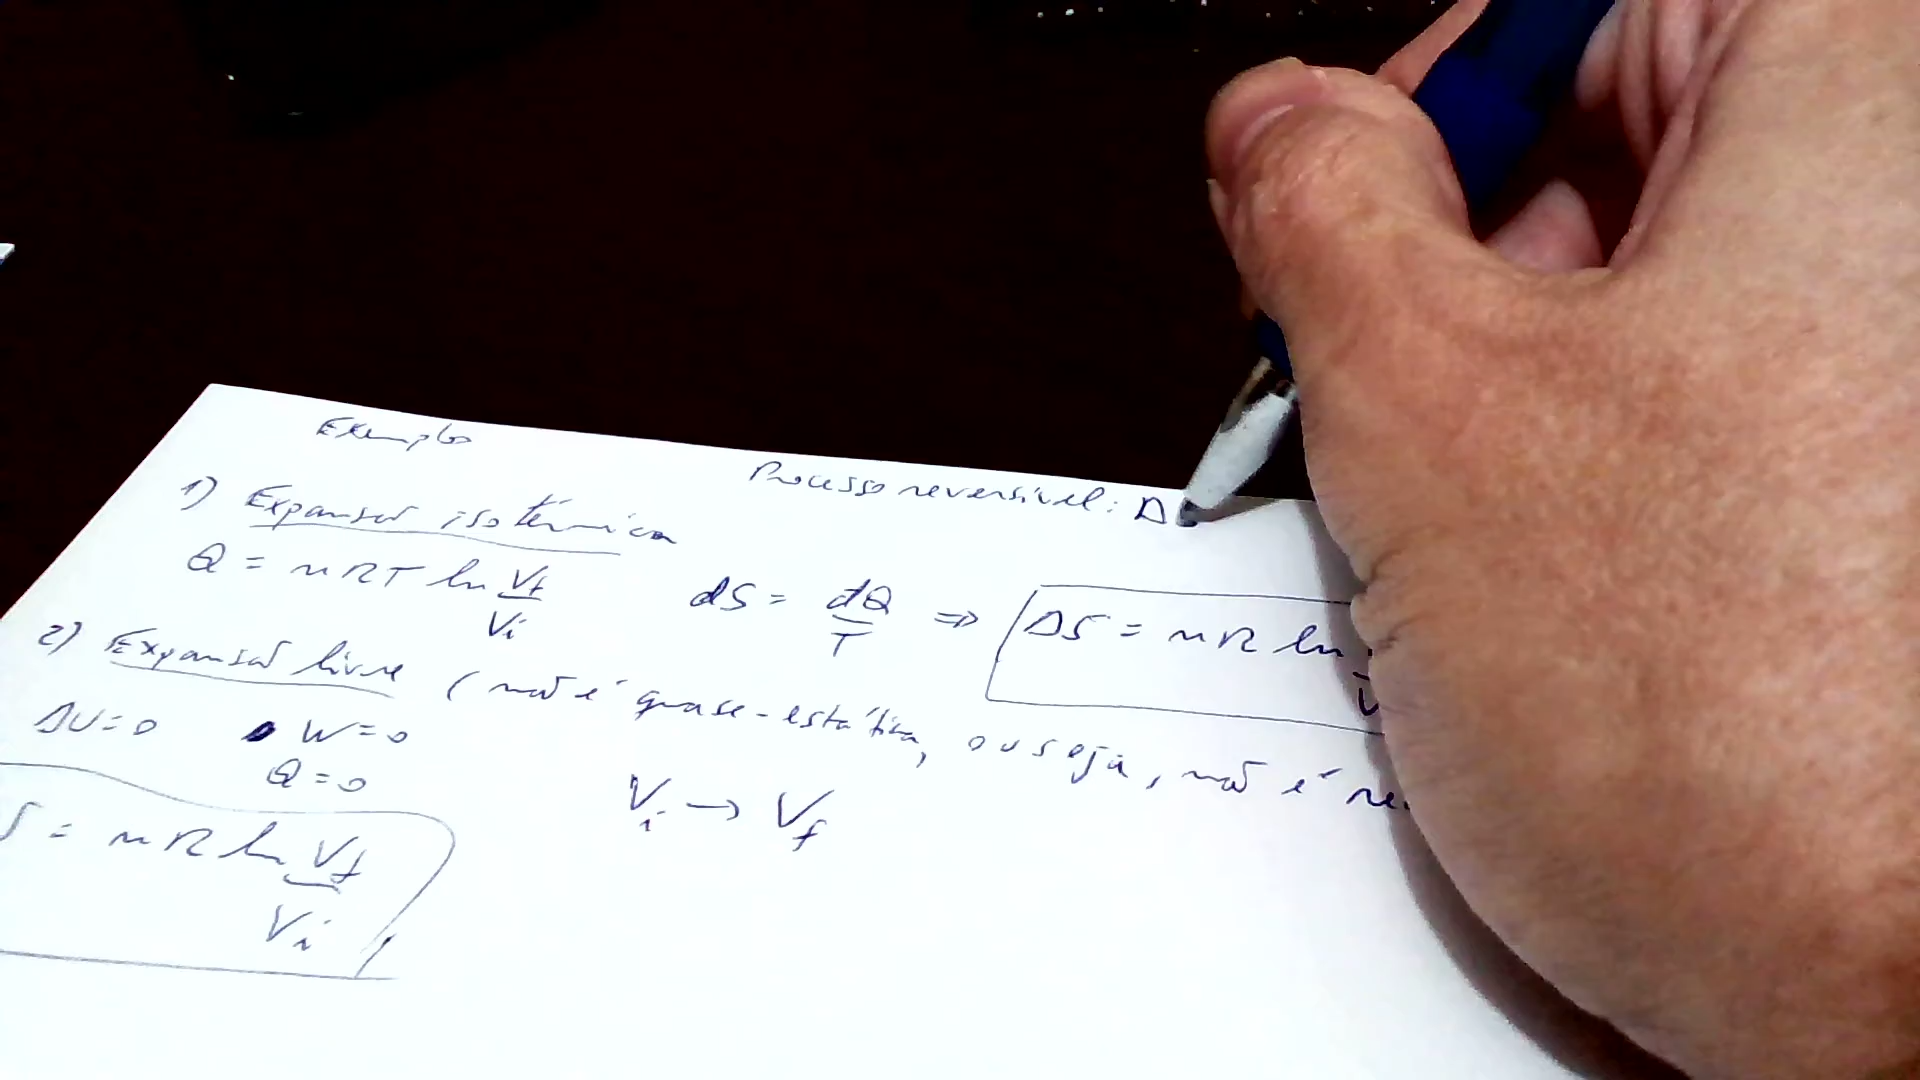 Exemplo
Processo reversível: Δ
1) Expansão isotérmica
Q = nRT ln Vf/Vi
dS = dQ/T ⇒ ΔS = nR ln
2) Expansão livre (não é quase-estática, ou seja, não é re
ΔU=0 W=0
Q=0
Vi → Vf
S = nR ln Vf/Vi